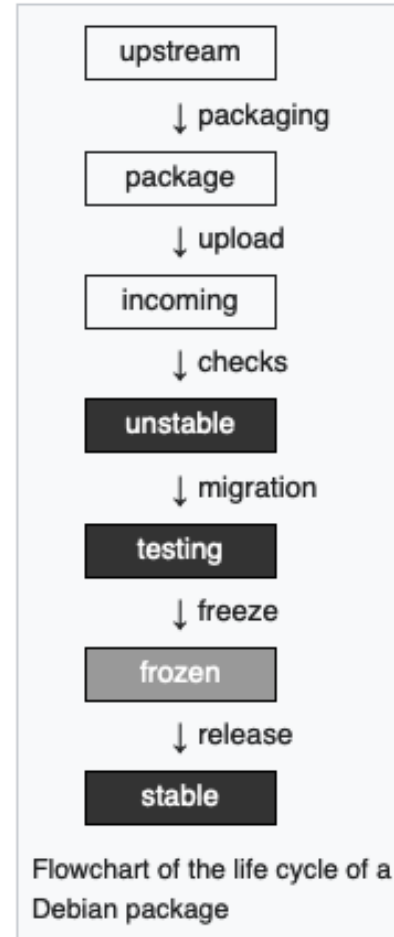 upstream
↓ packaging
package
↓ upload
incoming
↓ checks
unstable
↓ migration
testing
↓ freeze
frozen
↓ release
stable
Flowchart of the life cycle of a
Debian package